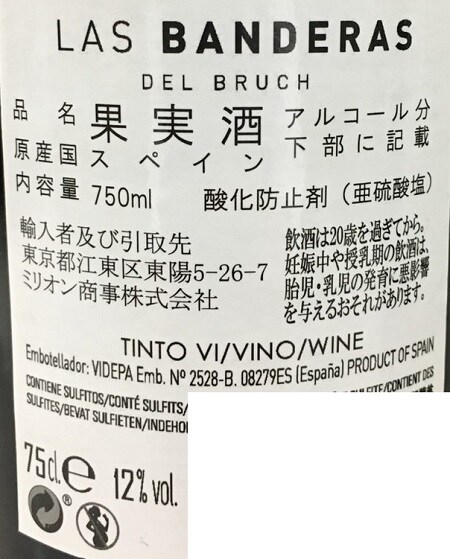 LAS BANDERAS
DEL BRUCH
品名 果実酒 アルコール分
原産国 スペイン 下部に記載
内容量 750ml 酸化防止剤（亜硫酸塩）
輸入者及び引取先
東京都江東区東陽5-26-7
ミリオン商事株式会社
飲酒は20歳を過ぎてから。
妊娠中や授乳期の飲酒は、
胎児・乳児の発育に悪影響
を与えるおそれがあります。
TINTO VI/VINO/WINE
Embotellador: VIDEPA Emb. Nº 2528-B. 08279ES (España) PRODUCT OF SPAIN
CONTIENE SULFITOS/CONTÉ SULFITS/ SULFITE/CONTIENT DES
SULFITES/BEVAT SULFIETEN/INDEHOL
75cl.e 12% vol.
®